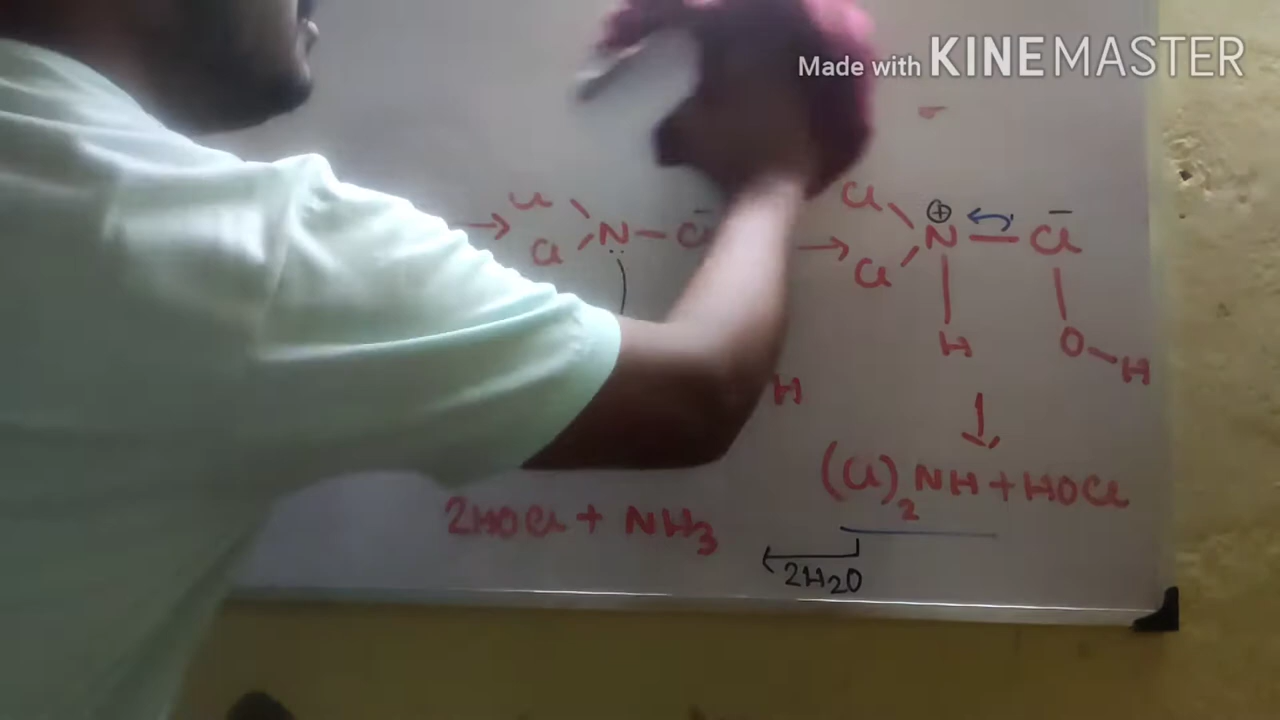 Made with KINEMASTER
→ Cl Cl N — Cl → Cl Cl N ⊕ — Cl
H O H
H ↓
(Cl)₂NH + HOCl
2HOCl + NH₃
2H₂O